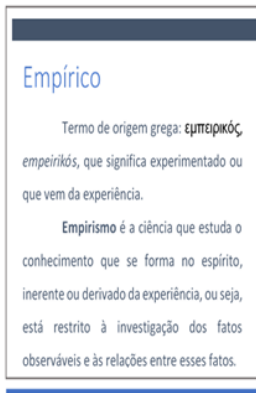 Empírico
Termo de origem grega: εμπειρικός,
empeirikós, que significa experimentado ou
que vem da experiência.
Empirismo é a ciência que estuda o
conhecimento que se forma no espírito,
inerente ou derivado da experiência, ou seja,
está restrito à investigação dos fatos
observáveis e às relações entre esses fatos.